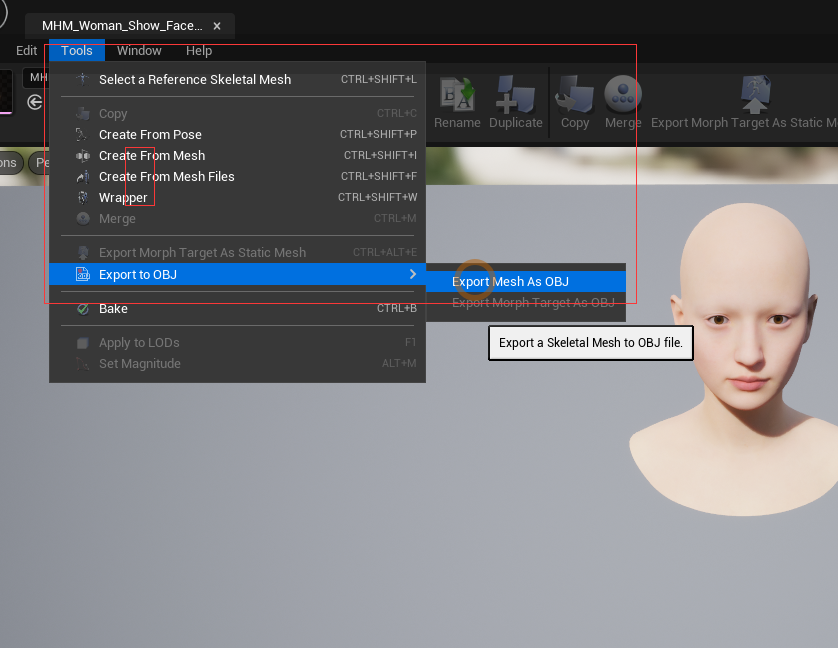 MHM_Woman_Show_Face...
Edit Tools Window Help
MH
Select a Reference Skeletal Mesh CTRL+SHIFT+L
Copy CTRL+C
Create From Pose CTRL+SHIFT+P
Create From Mesh CTRL+SHIFT+I
Create From Mesh Files CTRL+SHIFT+F
Wrapper CTRL+SHIFT+W
Merge CTRL+M
Export Morph Target As Static Mesh CTRL+ALT+E
Export to OBJ
Bake CTRL+B
Apply to LODs F1
Set Magnitude ALT+M
Rename Duplicate Copy Merge Export Morph Target As Static M
ons Pe
Export Mesh As OBJ
Export Morph Target As OBJ
Export a Skeletal Mesh to OBJ file.